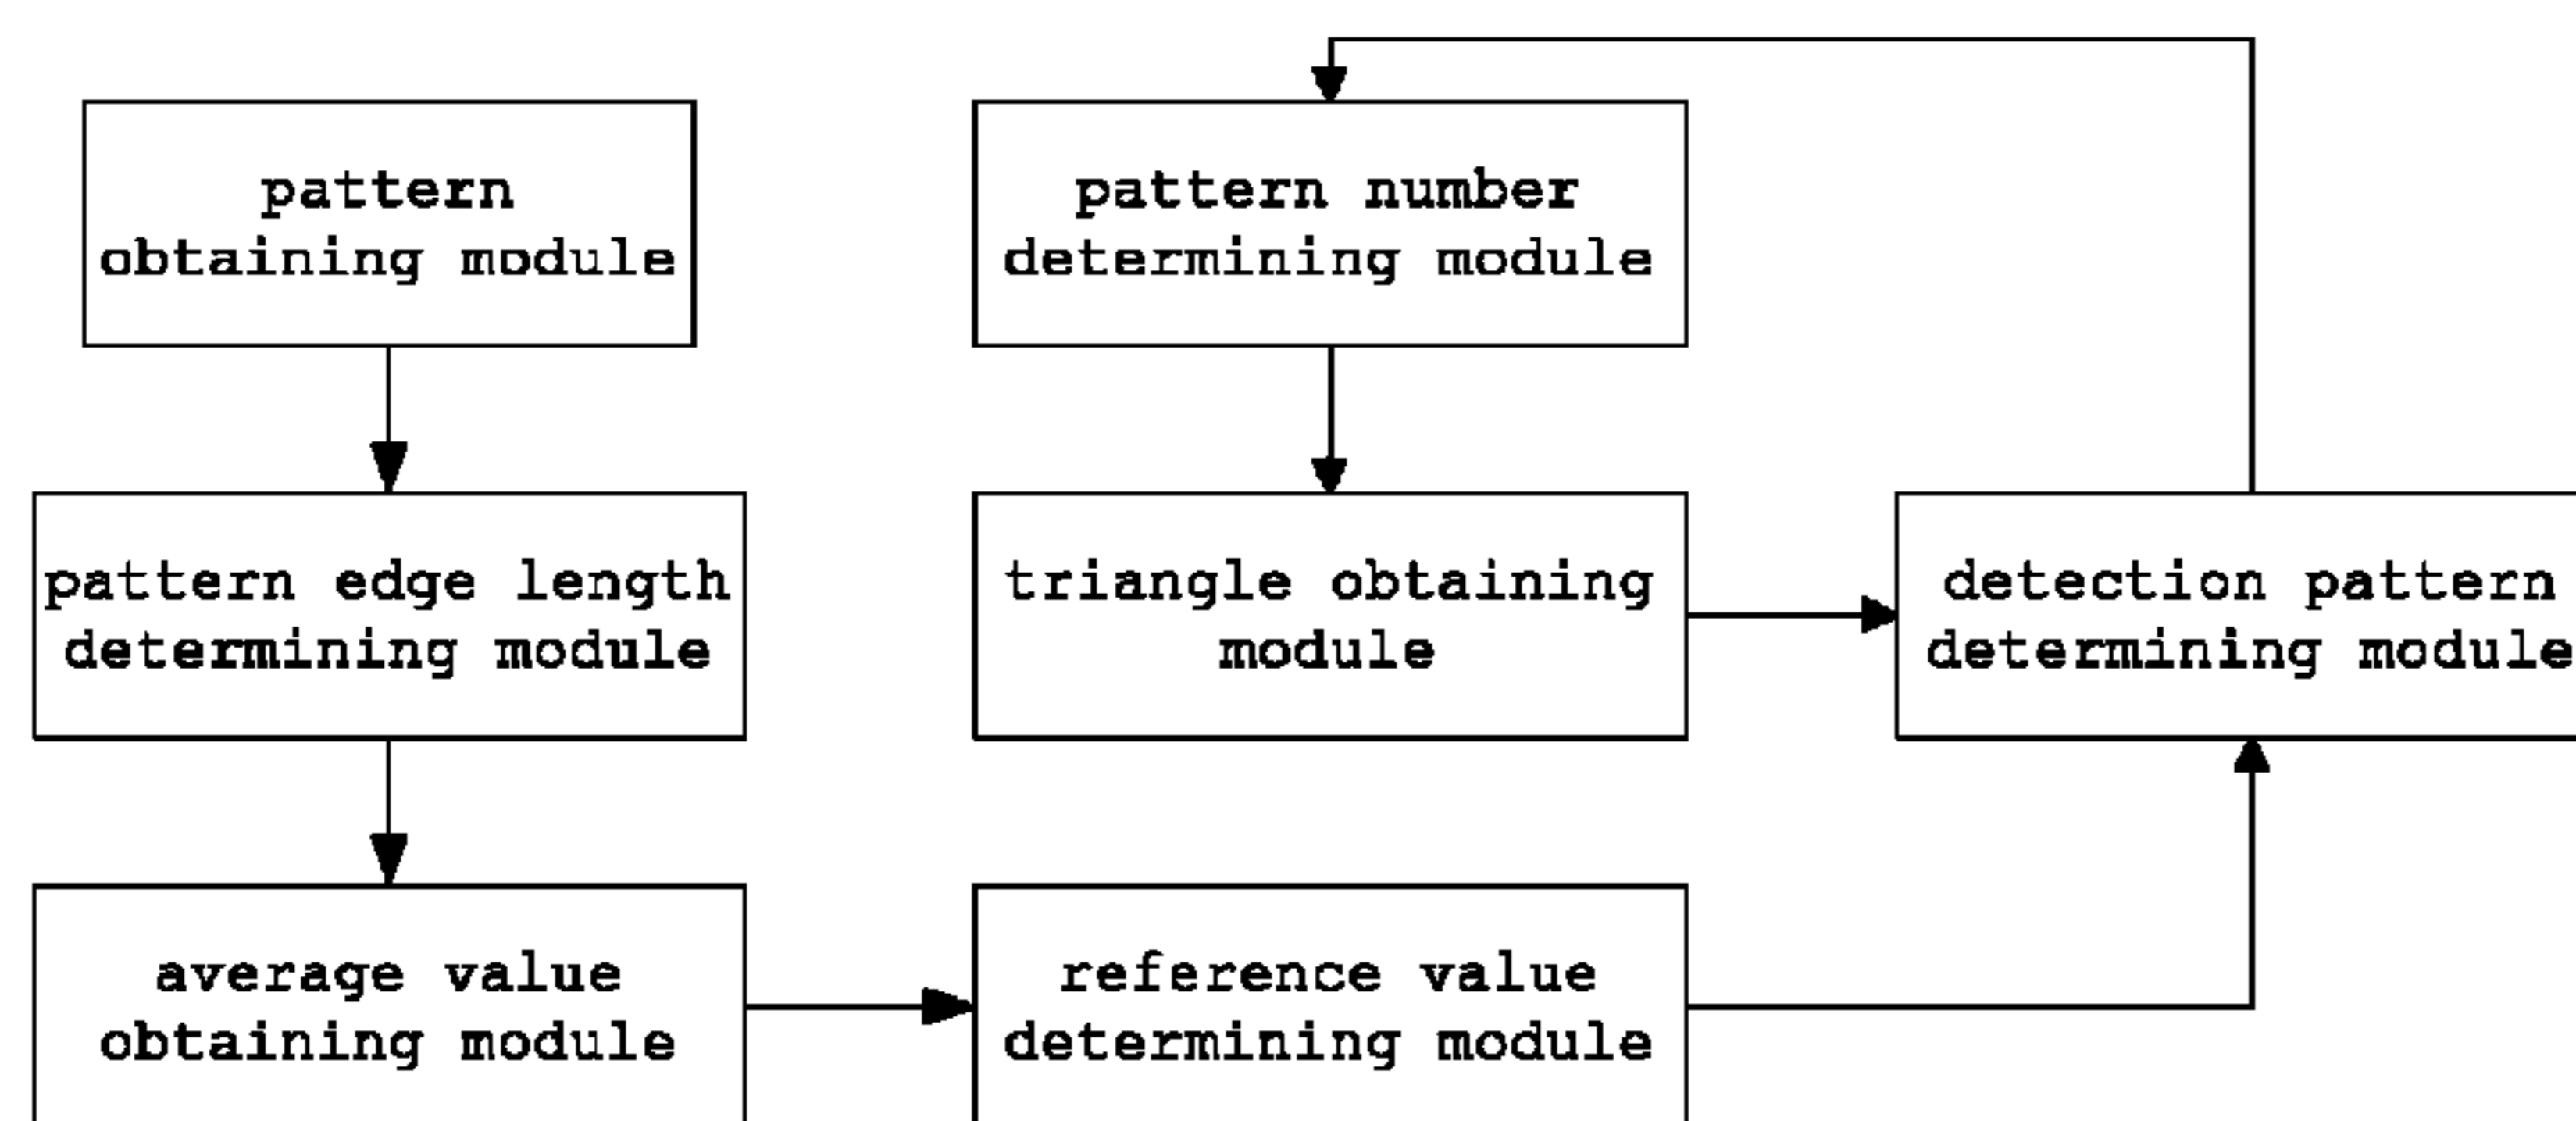 pattern
obtaining module
pattern number
determining module
pattern edge length
determining module
triangle obtaining
module
detection pattern
determining module
average value
obtaining module
reference value
determining module